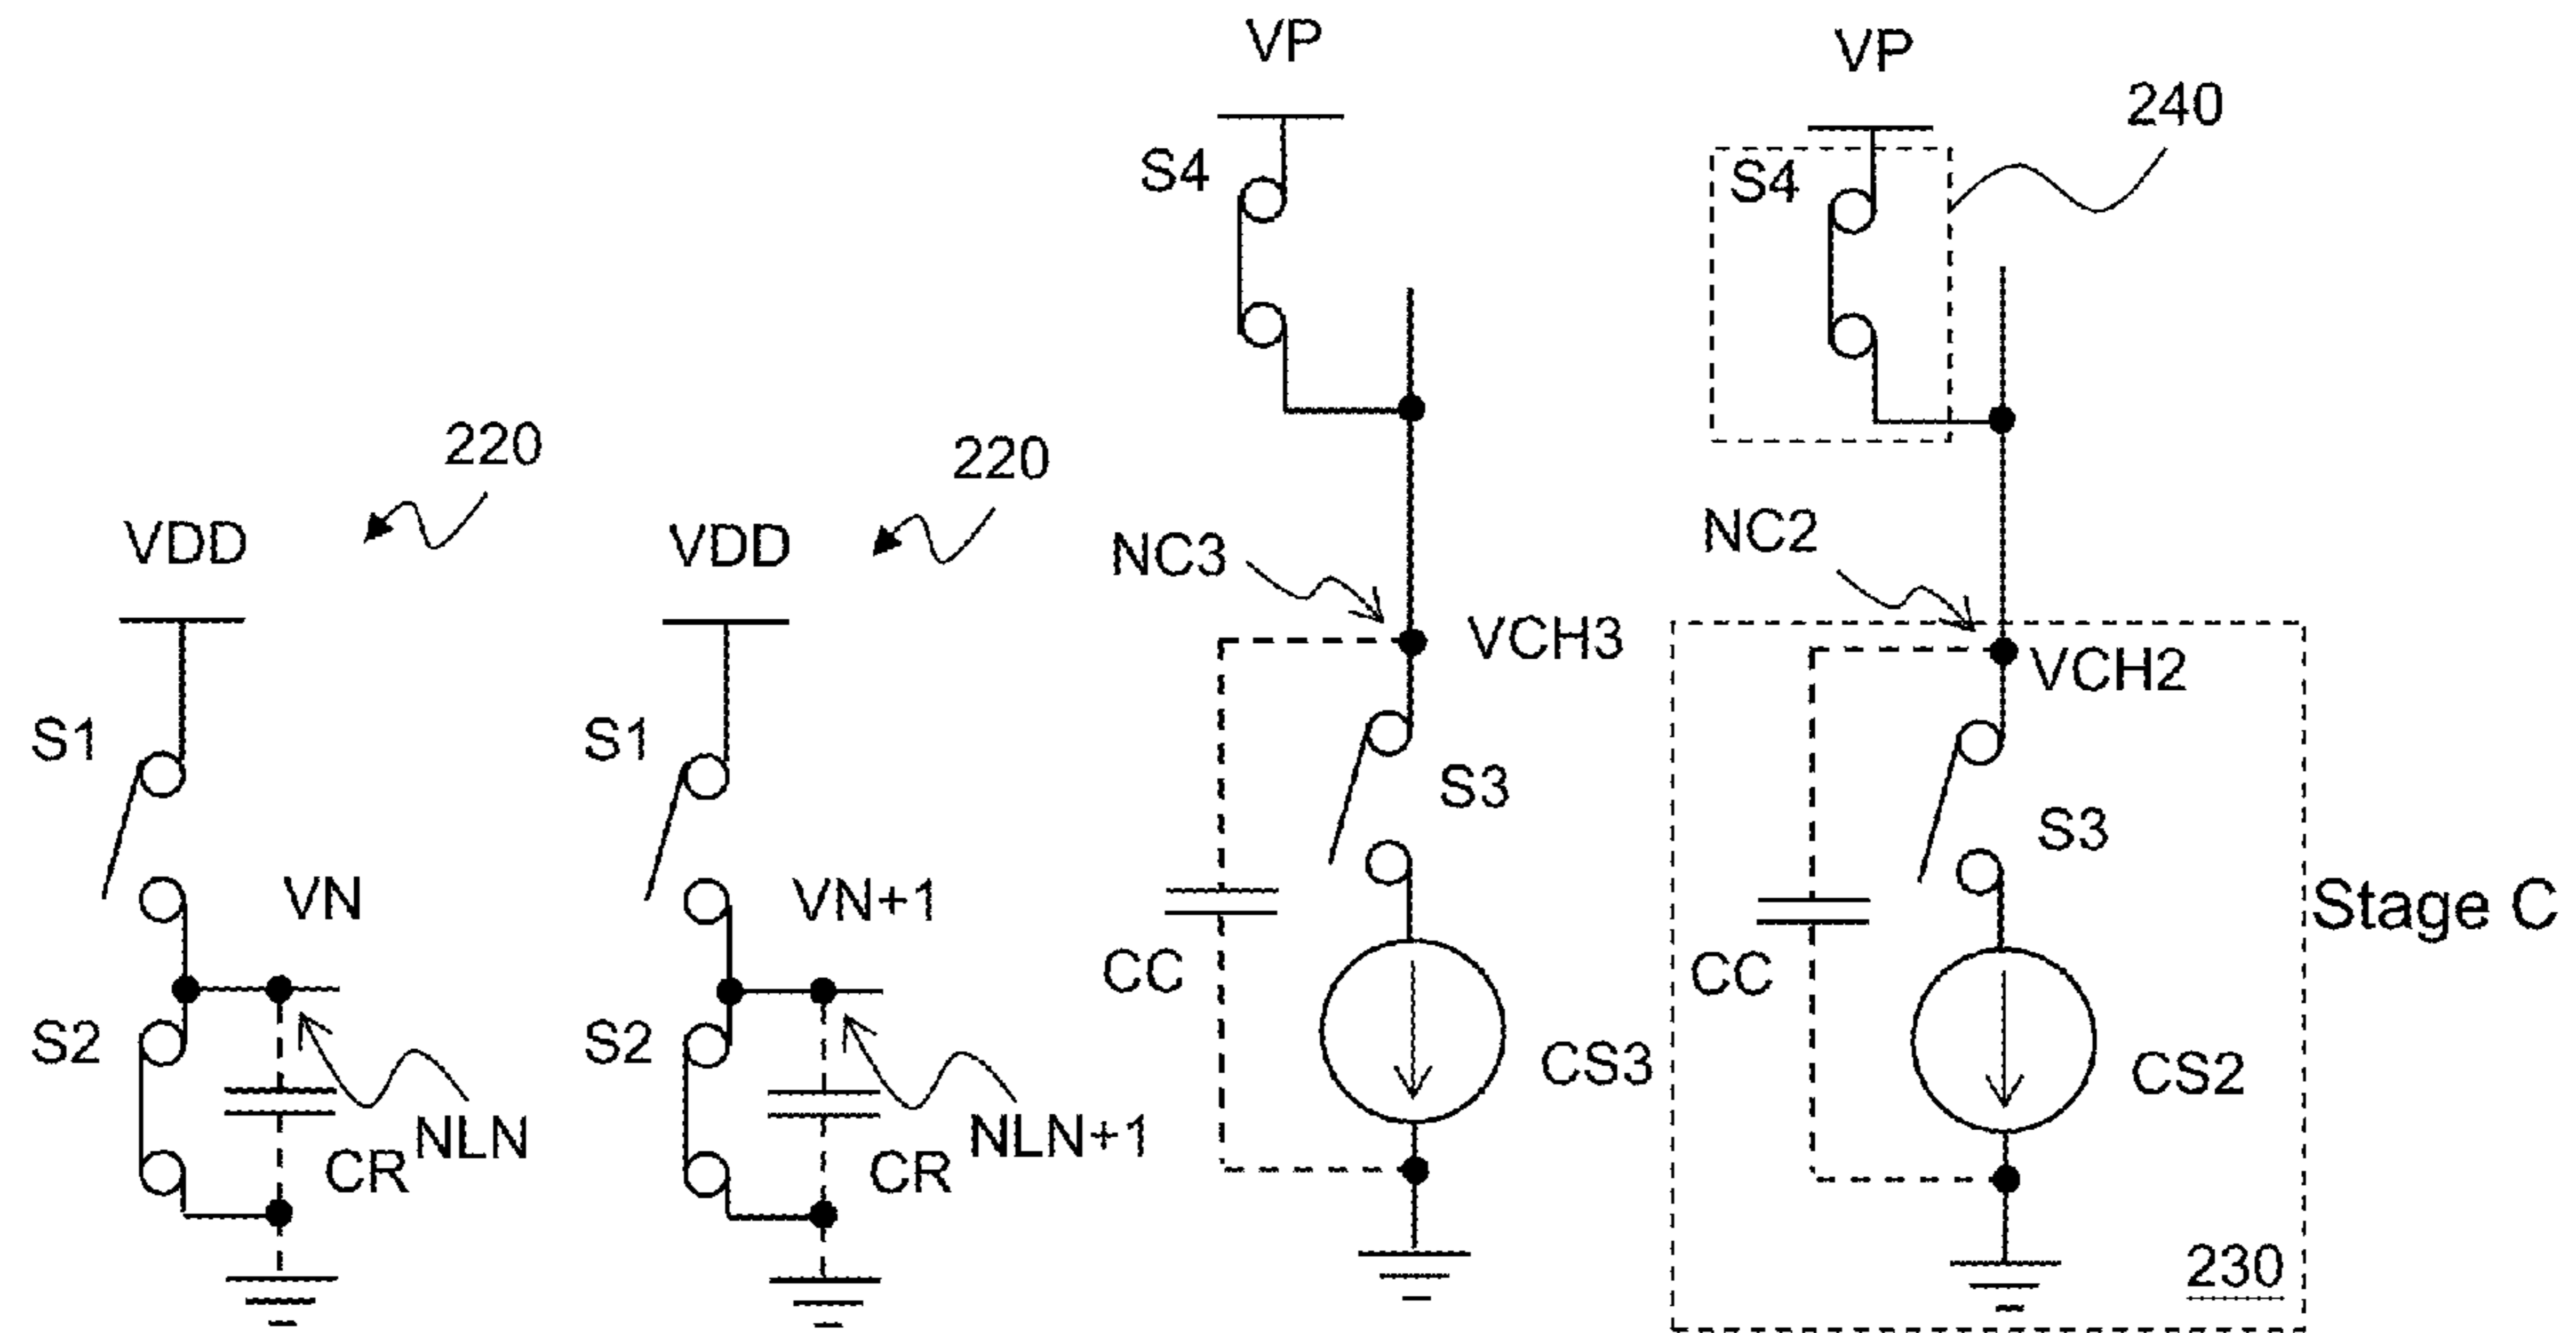 VP
VP
240
S4
S4
220
220
VDD
VDD
NC3
NC2
VCH3
VCH2
S1
S1
S3
S3
VN
VN+1
Stage C
CC
CC
S2
S2
CS3
CS2
NLN
NLN+1
CR
CR
230